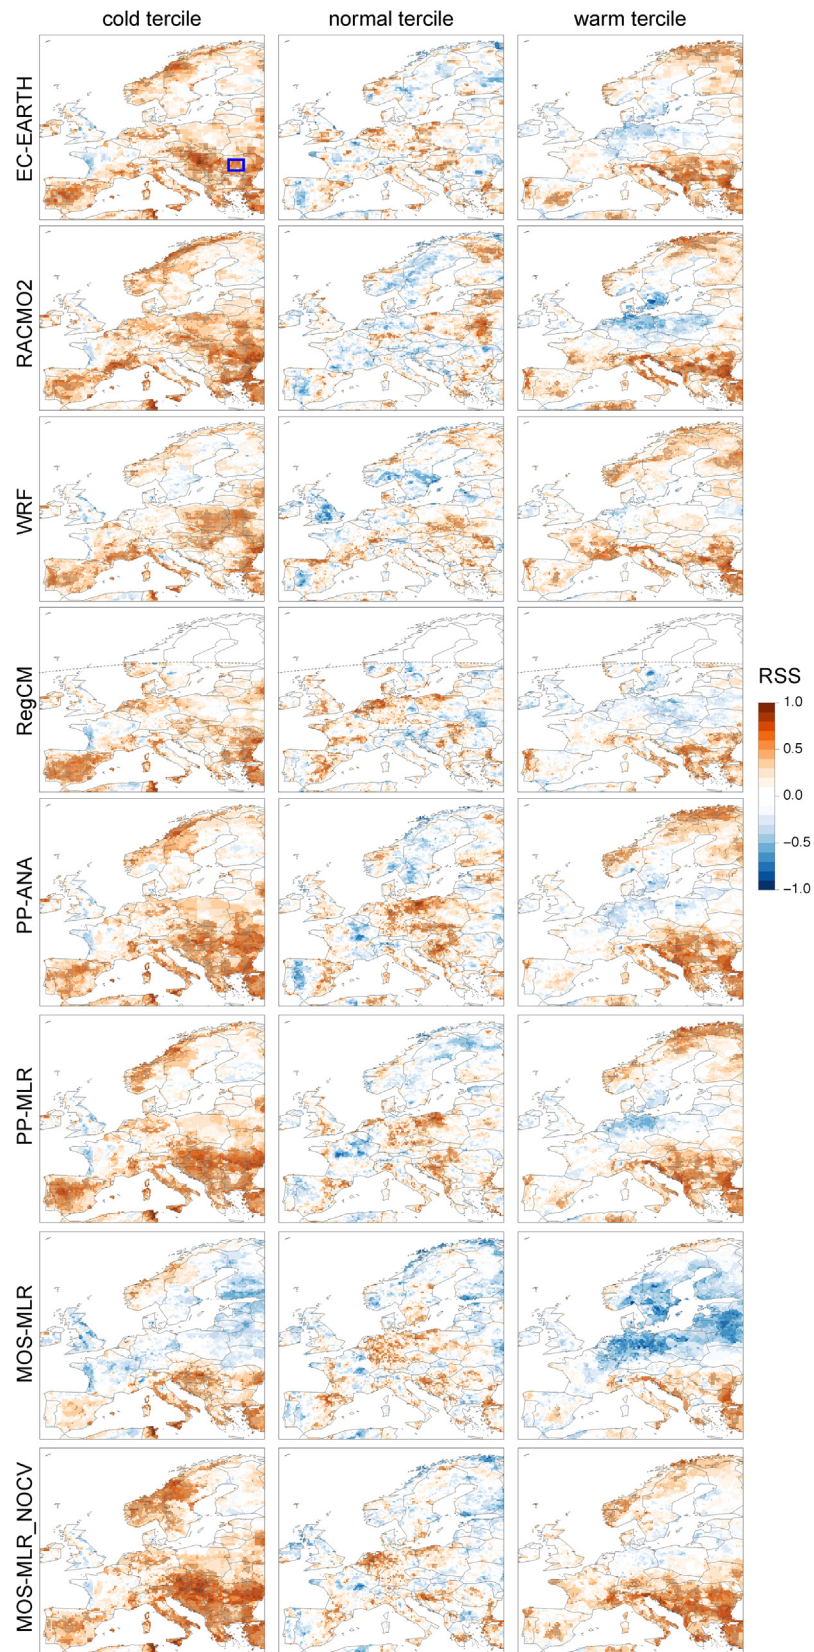 cold tercile normal tercile warm tercile
EC-EARTH
RACMO2
WRF
RegCM
RSS
1.0
0.5
0.0
−0.5
−1.0
PP-ANA
PP-MLR
MOS-MLR
MOS-MLR_NOCV